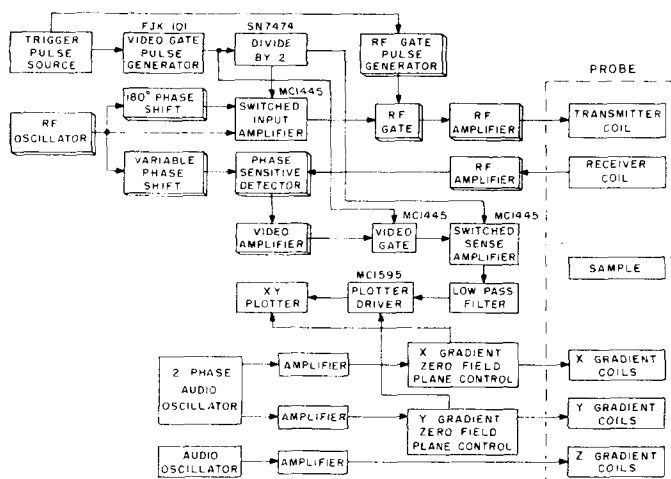 FJK 101
SN7474
TRIGGER
PULSE
SOURCE
VIDEO GATE
PULSE
GENERATOR
DIVIDE
BY 2
RF GATE
PULSE
GENERATOR
PROBE
MC1445
180° PHASE
SHIFT
SWITCHED
INPUT
AMPLIFIER
RF
GATE
RF
AMPLIFIER
TRANSMITTER
COIL
RF
OSCILLATOR
VARIABLE
PHASE
SHIFT
PHASE
SENSITIVE
DETECTOR
RF
AMPLIFIER
RECEIVER
COIL
MC1445
MC1445
VIDEO
AMPLIFIER
VIDEO
GATE
SWITCHED
SENSE
AMPLIFIER
SAMPLE
MC1595
XY
PLOTTER
PLOTTER
DRIVER
LOW PASS
FILTER
2 PHASE
AUDIO
OSCILLATOR
AMPLIFIER
X GRADIENT
ZERO FIELD
PLANE CONTROL
X GRADIENT
COILS
AMPLIFIER
Y GRADIENT
ZERO FIELD
PLANE CONTROL
Y GRADIENT
COILS
AUDIO
OSCILLATOR
AMPLIFIER
Z GRADIENT
COILS